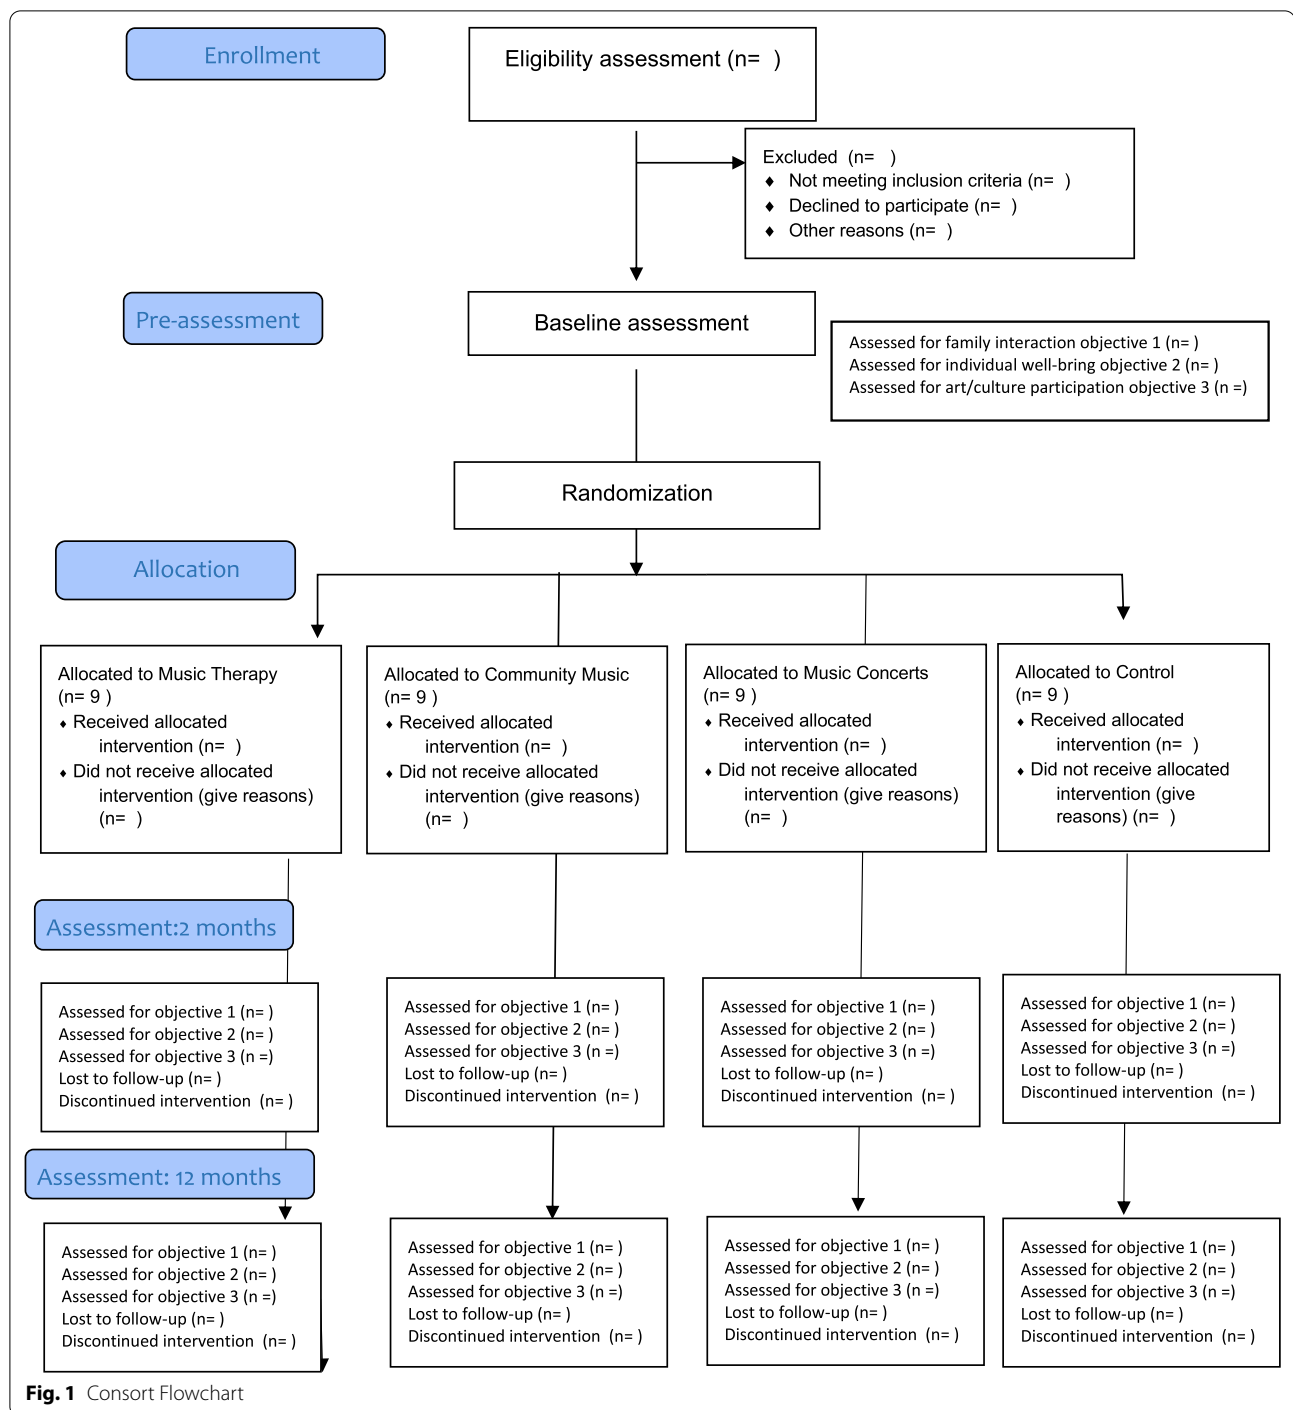 Enrollment
Eligibility assessment (n=  )
Excluded  (n=   )
♦ Not meeting inclusion criteria (n=  )
♦ Declined to participate (n=  )
♦ Other reasons (n=  )
Pre-assessment
Baseline assessment
Assessed for family interaction objective 1 (n= )
Assessed for individual well-bring objective 2 (n= )
Assessed for art/culture participation objective 3 (n =)
Randomization
Allocation
Allocated to Music Therapy
(n= 9 )
♦ Received allocated
intervention (n=  )
♦ Did not receive allocated
intervention (give reasons)
(n=  )
Allocated to Community Music
(n= 9 )
♦ Received allocated
intervention (n=  )
♦ Did not receive allocated
intervention (give reasons)
(n=  )
Allocated to Music Concerts
(n= 9 )
♦ Received allocated
intervention (n=  )
♦ Did not receive allocated
intervention (give reasons)
(n=  )
Allocated to Control
(n= 9 )
♦ Received allocated
intervention (n=  )
♦ Did not receive allocated
intervention (give
reasons) (n=  )
Assessment:2 months
Assessed for objective 1 (n= )
Assessed for objective 2 (n= )
Assessed for objective 3 (n =)
Lost to follow-up (n= )
Discontinued intervention  (n= )
Assessed for objective 1 (n= )
Assessed for objective 2 (n= )
Assessed for objective 3 (n =)
Lost to follow-up (n= )
Discontinued intervention  (n= )
Assessed for objective 1 (n= )
Assessed for objective 2 (n= )
Assessed for objective 3 (n =)
Lost to follow-up (n= )
Discontinued intervention  (n= )
Assessed for objective 1 (n= )
Assessed for objective 2 (n= )
Assessed for objective 3 (n =)
Lost to follow-up (n= )
Discontinued intervention  (n= )
Assessment: 12 months
Assessed for objective 1 (n= )
Assessed for objective 2 (n= )
Assessed for objective 3 (n =)
Lost to follow-up (n= )
Discontinued intervention  (n= )
Assessed for objective 1 (n= )
Assessed for objective 2 (n= )
Assessed for objective 3 (n =)
Lost to follow-up (n= )
Discontinued intervention  (n= )
Assessed for objective 1 (n= )
Assessed for objective 2 (n= )
Assessed for objective 3 (n =)
Lost to follow-up (n= )
Discontinued intervention  (n= )
Assessed for objective 1 (n= )
Assessed for objective 2 (n= )
Assessed for objective 3 (n =)
Lost to follow-up (n= )
Discontinued intervention  (n= )
Fig. 1  Consort Flowchart